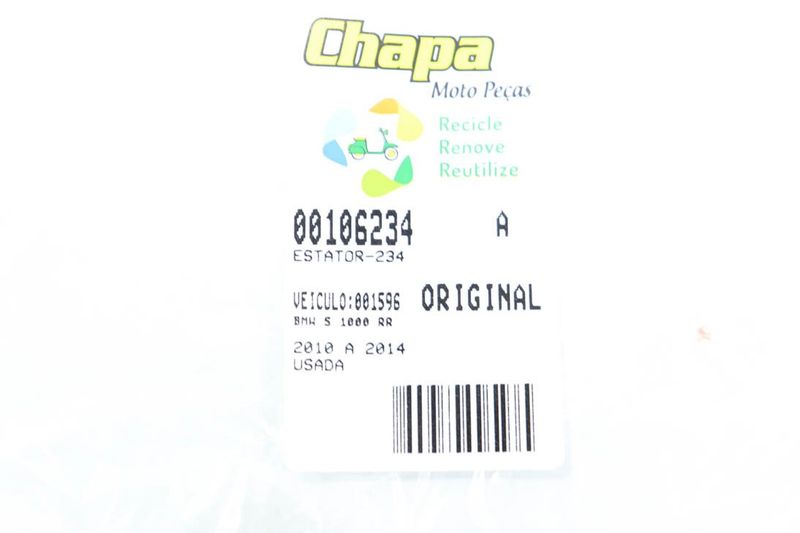 Chapa
Moto Peças
Recicle
Renove
Reutilize
00106234 A
ESTATOR-234
VEICULO:001596 ORIGINAL
BMW S 1000 RR
2010 A 2014
USADA